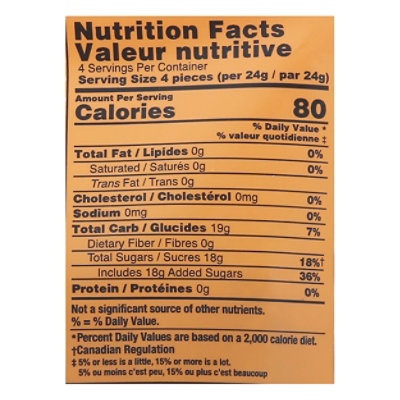 Nutrition Facts
Valeur nutritive
4 Servings Per Container
Serving Size 4 pieces (per 24g / par 24g)
Amount Per Serving
Calories 80
% Daily Value *
% valeur quotidienne ‡
Total Fat / Lipides 0g 0%
Saturated / Saturés 0g 0%
Trans Fat / Trans 0g
Cholesterol / Cholestérol 0mg 0%
Sodium 0mg 0%
Total Carb / Glucides 19g 7%
Dietary Fiber / Fibres 0g
Total Sugars / Sucres 18g 18%†
Includes 18g Added Sugars 36%
Protein / Protéines 0g 0%
Not a significant source of other nutrients.
% = % Daily Value.
*Percent Daily Values are based on a 2,000 calorie diet.
†Canadian Regulation
‡ 5% or less is a little, 15% or more is a lot.
5% ou moins c'est peu, 15% ou plus c'est beaucoup